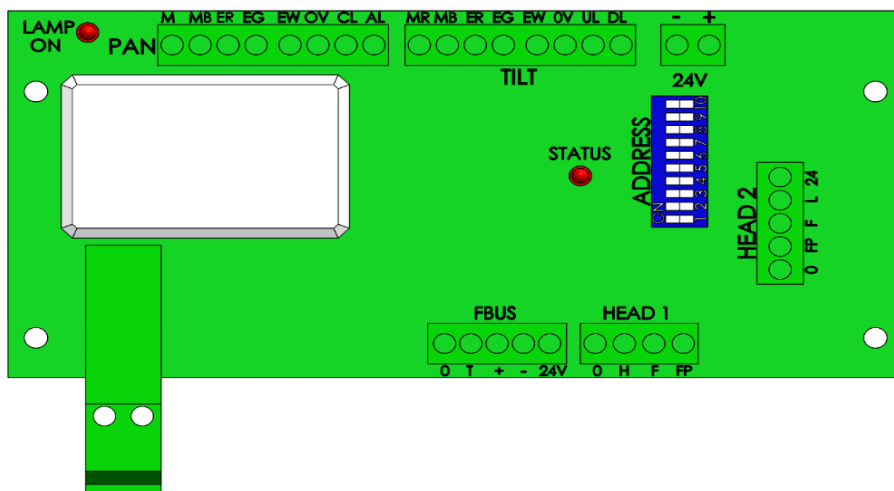 LAMP
ON
PAN
M MB ER EG EW OV CL AL
MR MB ER EG EW 0V UL DL
TILT
- +
24V
STATUS
ADDRESS
ON
1 2 3 4 5 6 7 8 9 10
HEAD 2
0 FP F L 24
FBUS
0 T + - 24V
HEAD 1
0 H F FP